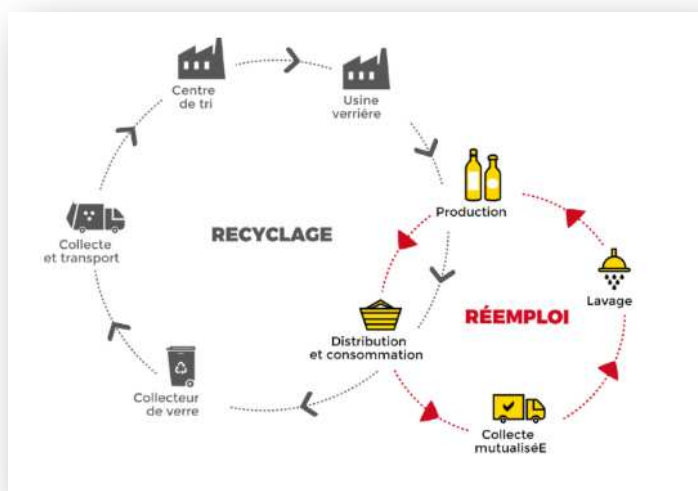 Centre
de tri
Usine
verrière
Production
Collecte
et transport
RECYCLAGE
Lavage
RÉEMPLOI
Distribution
et consommation
Collecteur
de verre
Collecte
mutualiséE